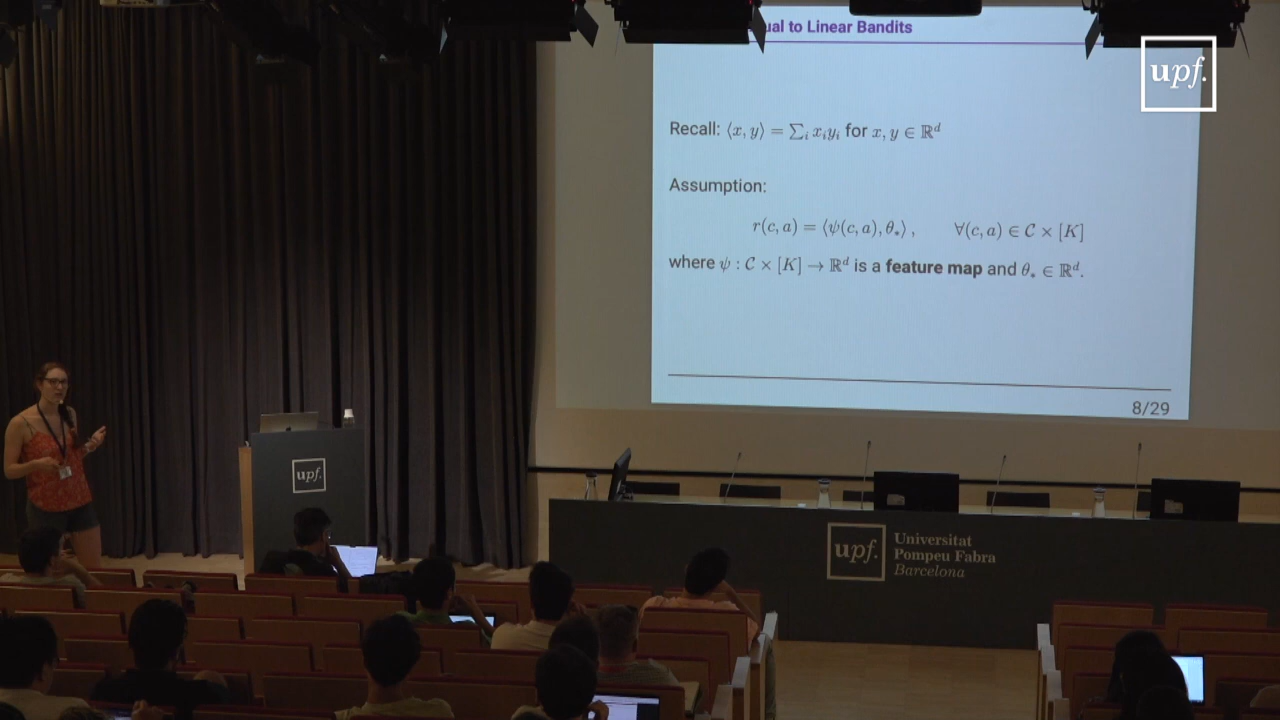 to Linear Bandits
upf.
Recall: ⟨x, y⟩ = ∑ᵢ xᵢyᵢ for x, y ∈ ℝᵈ
Assumption:
r(c, a) = ⟨ψ(c, a), θ⁎⟩ , ∀(c, a) ∈ 𝒞 × [K]
where ψ : 𝒞 × [K] → ℝᵈ is a feature map and θ⁎ ∈ ℝᵈ.
8/29
upf.
upf.
Universitat
Pompeu Fabra
Barcelona